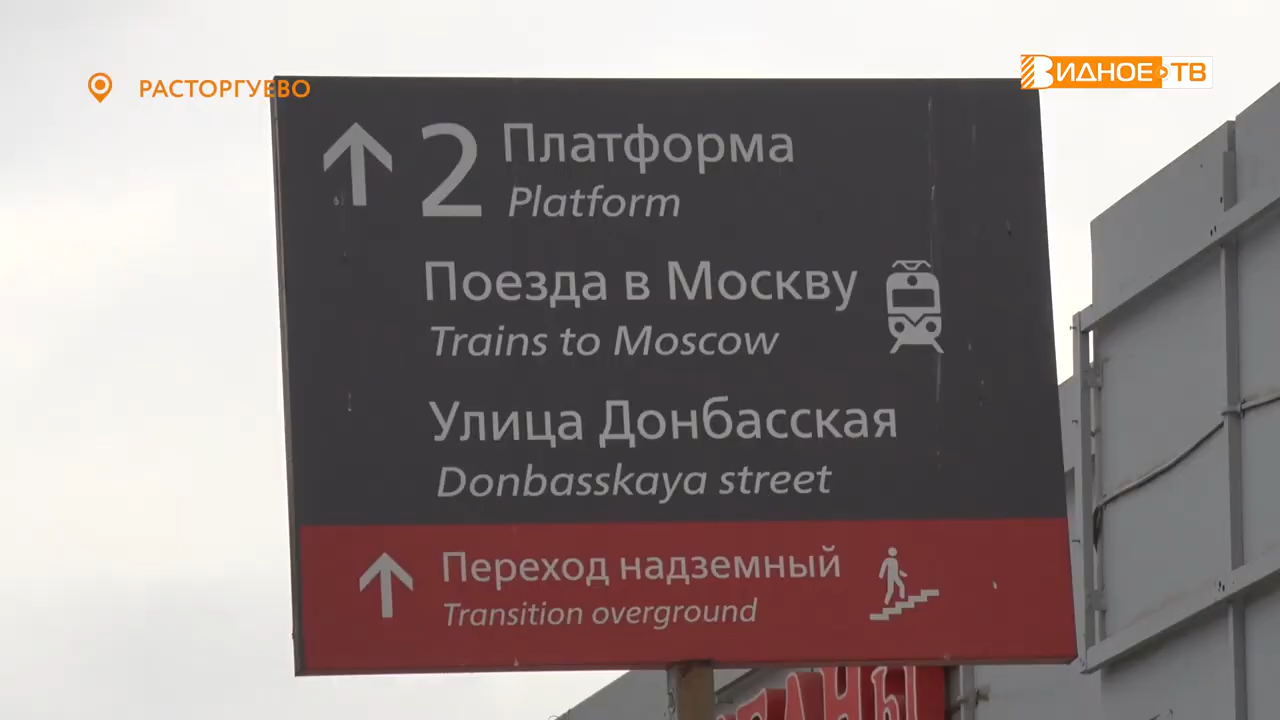 РАСТОРГУЕВО
ВИДНОЕ ТВ
2 Платформа
Platform
Поезда в Москву
Trains to Moscow
Улица Донбасская
Donbasskaya street
Переход надземный
Transition overground